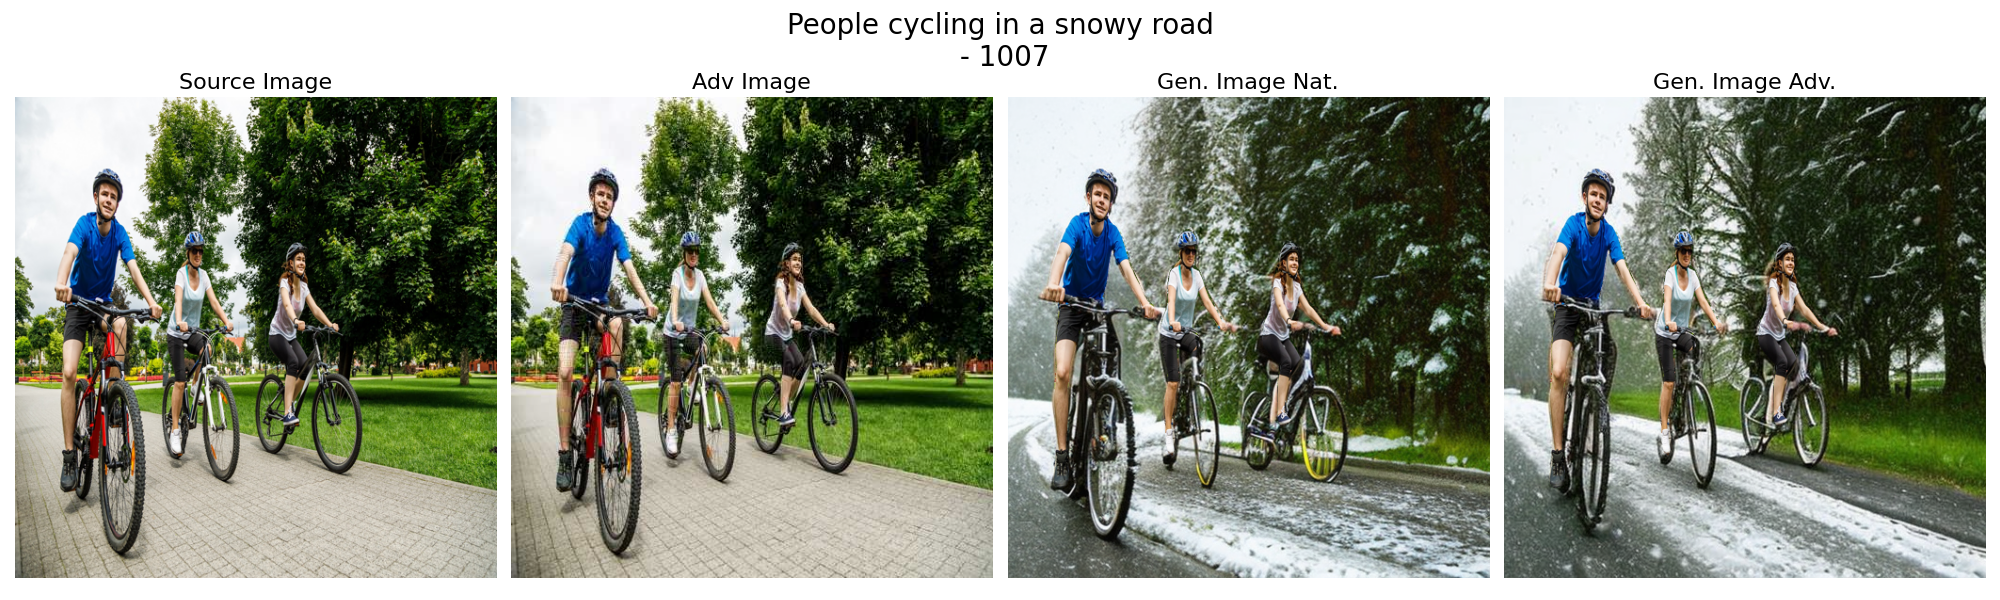 People cycling in a snowy road
- 1007
Source Image
Adv Image
Gen. Image Nat.
Gen. Image Adv.